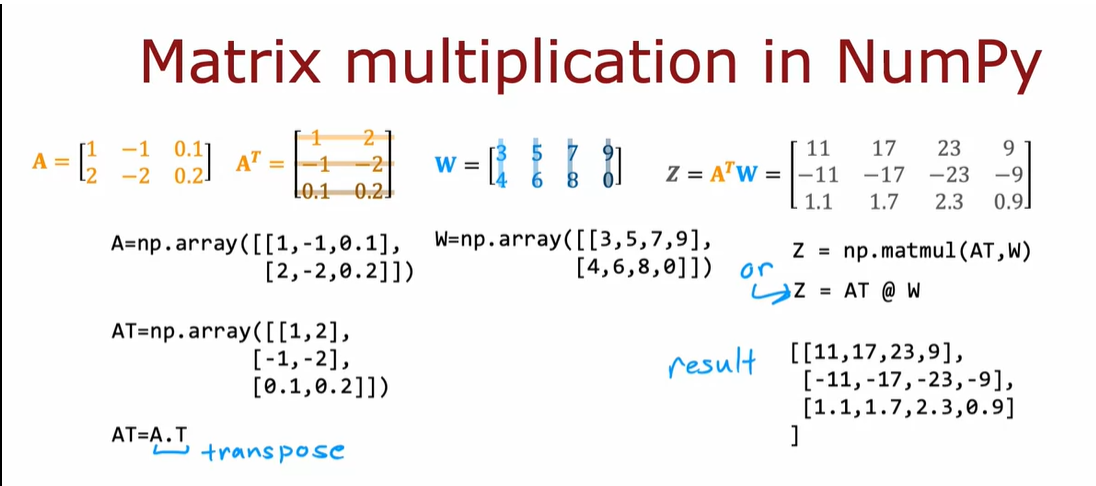 Matrix multiplication in NumPy
A = [1 −1 0.1
2 −2 0.2]
Aᵀ = [1 2
−1 −2
0.1 0.2]
W = [3 5 7 9
4 6 8 0]
Z = AᵀW = [11 17 23 9
−11 −17 −23 −9
1.1 1.7 2.3 0.9]
A=np.array([[1,-1,0.1],
[2,-2,0.2]])
AT=np.array([[1,2],
[-1,-2],
[0.1,0.2]])
AT=A.T
transpose
W=np.array([[3,5,7,9],
[4,6,8,0]])
Z = np.matmul(AT,W)
or
Z = AT @ W
result
[[11,17,23,9],
[-11,-17,-23,-9],
[1.1,1.7,2.3,0.9]
]